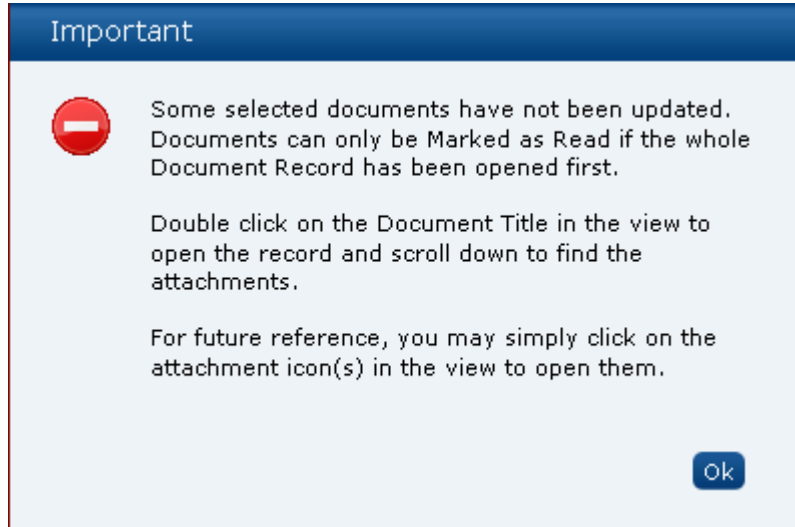 Important
Some selected documents have not been updated.
Documents can only be Marked as Read if the whole
Document Record has been opened first.
Double click on the Document Title in the view to
open the record and scroll down to find the
attachments.
For future reference, you may simply click on the
attachment icon(s) in the view to open them.
Ok